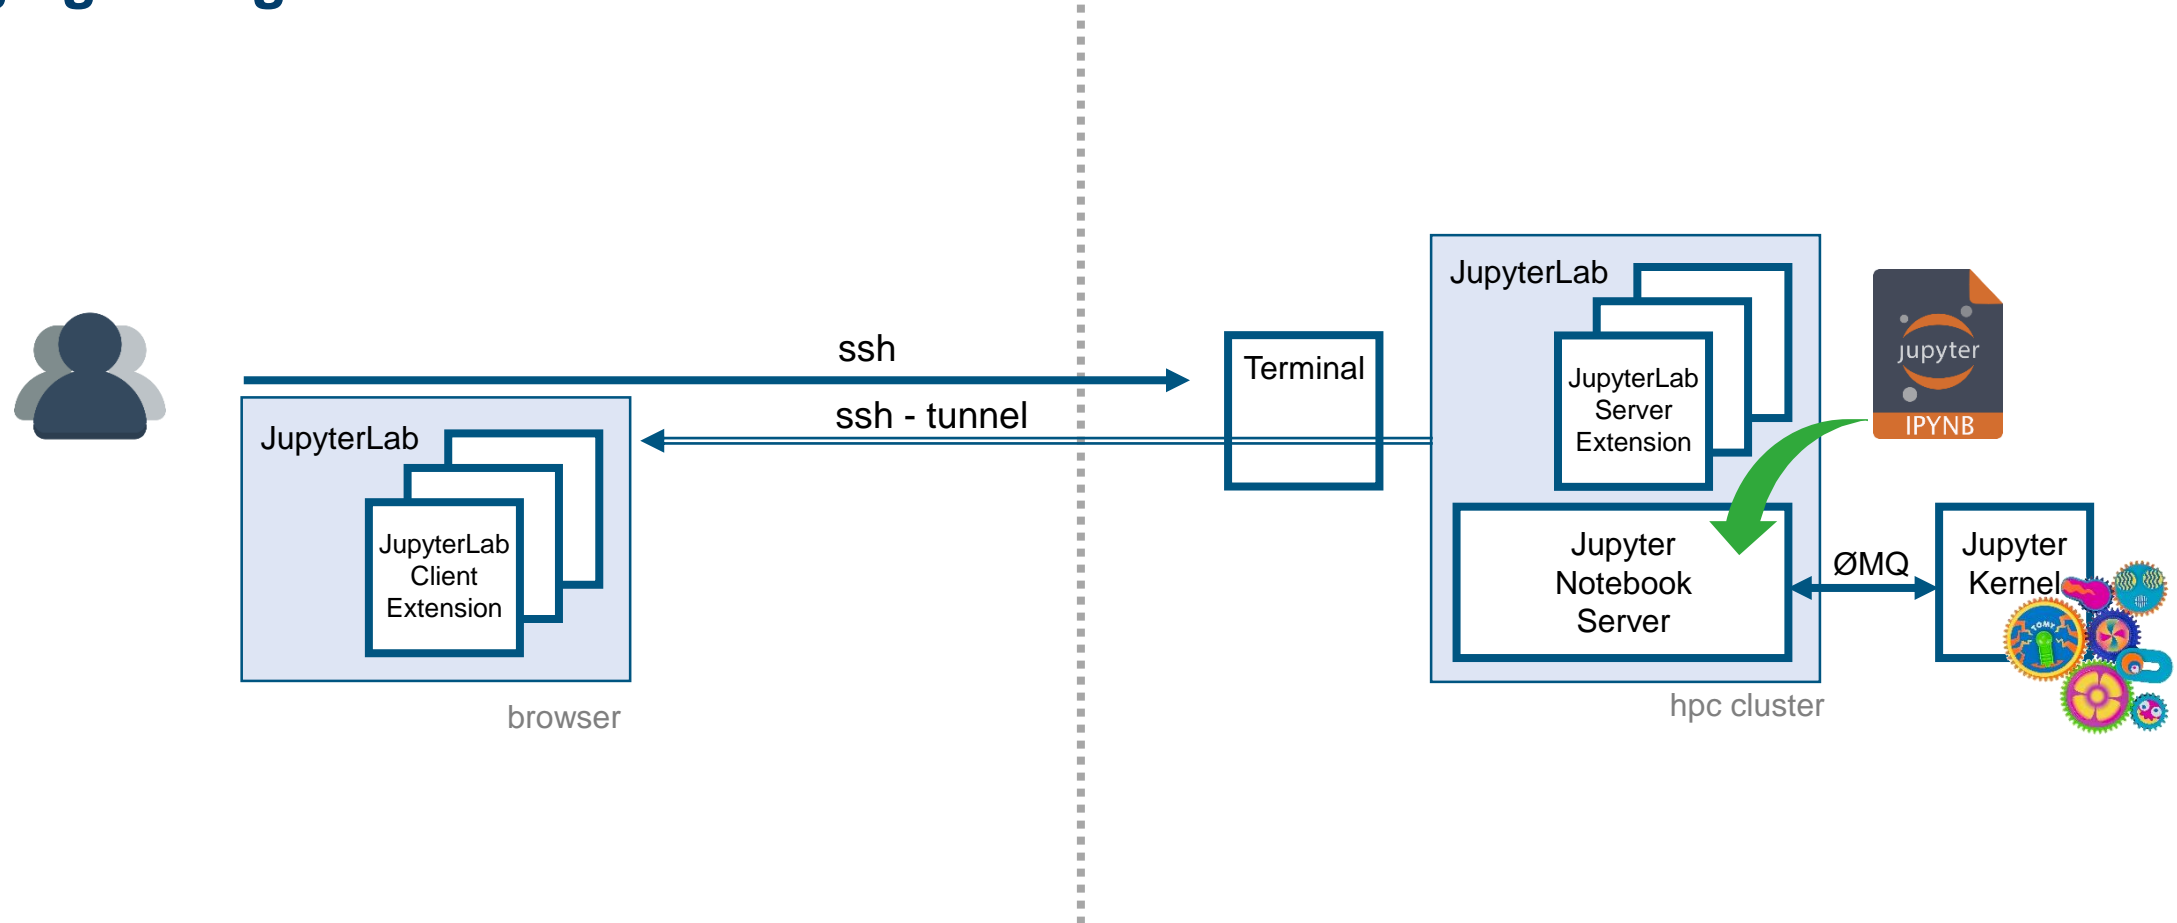 ssh
ssh - tunnel
JupyterLab
JupyterLab
Client
Extension
browser
Terminal
JupyterLab
JupyterLab
Server
Extension
Jupyter
Notebook
Server
ØMQ
Jupyter
Kernel
hpc cluster
jupyter
IPYNB
TOMY